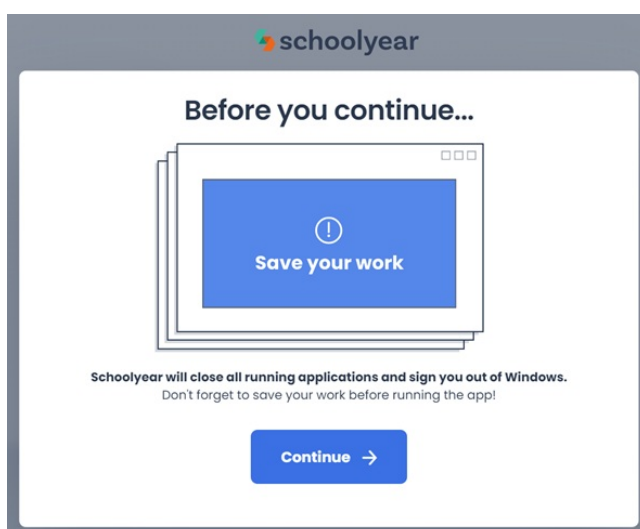 schoolyear
Before you continue...
Save your work
Schoolyear will close all running applications and sign you out of Windows.
Don't forget to save your work before running the app!
Continue →